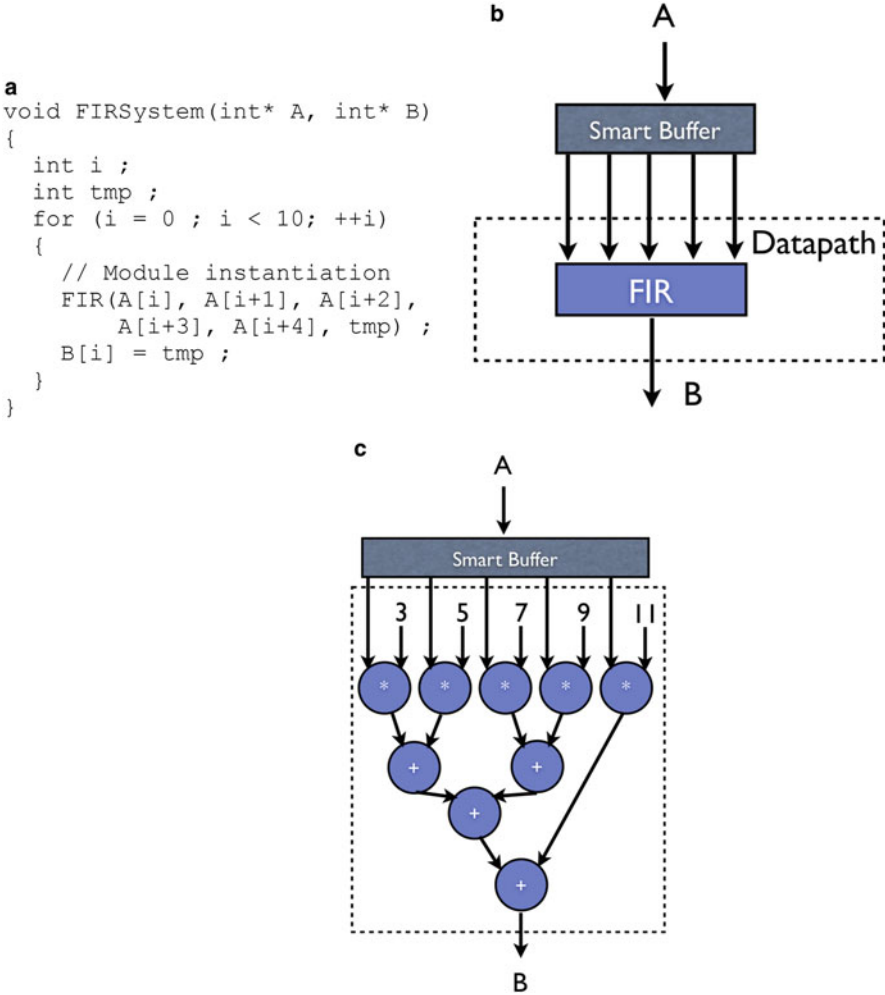 a
void FIRSystem(int* A, int* B)
{
  int i ;
  int tmp ;
  for (i = 0 ; i < 10; ++i)
  {
    // Module instantiation
    FIR(A[i], A[i+1], A[i+2],
        A[i+3], A[i+4], tmp) ;
    B[i] = tmp ;
  }
}
b
A
Smart Buffer
Datapath
FIR
B
c
A
Smart Buffer
3 5 7 9 11
* * * * *
+ +
+
+
B